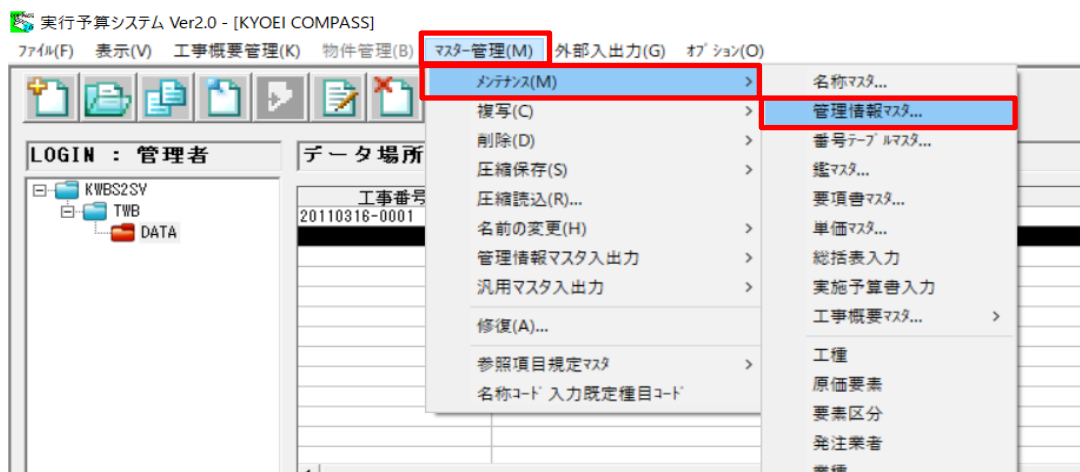 実行予算システム Ver2.0 - [KYOEI COMPASS]
ﾌｧｲﾙ(F) 表示(V) 工事概要管理(K) 物件管理(B) ﾏｽﾀｰ管理(M) 外部入出力(G) ｵﾌﾟｼｮﾝ(O)
LOGIN : 管理者
データ場所
KWBS2SV
TWB
DATA
工事番号
20110316-0001
ﾒﾝﾃﾅﾝｽ(M)
複写(C)
削除(D)
圧縮保存(S)
圧縮読込(R)...
名前の変更(H)
管理情報マスタ入出力
汎用マスタ入出力
修復(A)...
参照項目規定ﾏｽﾀ
名称ｺｰﾄﾞ入力既定種目ｺｰﾄﾞ
名称ﾏｽﾀ...
管理情報ﾏｽﾀ...
番号ﾃｰﾌﾞﾙﾏｽﾀ...
鑑ﾏｽﾀ...
要項書ﾏｽﾀ...
単価ﾏｽﾀ...
総括表入力
実施予算書入力
工事概要ﾏｽﾀ...
工種
原価要素
要素区分
発注業者